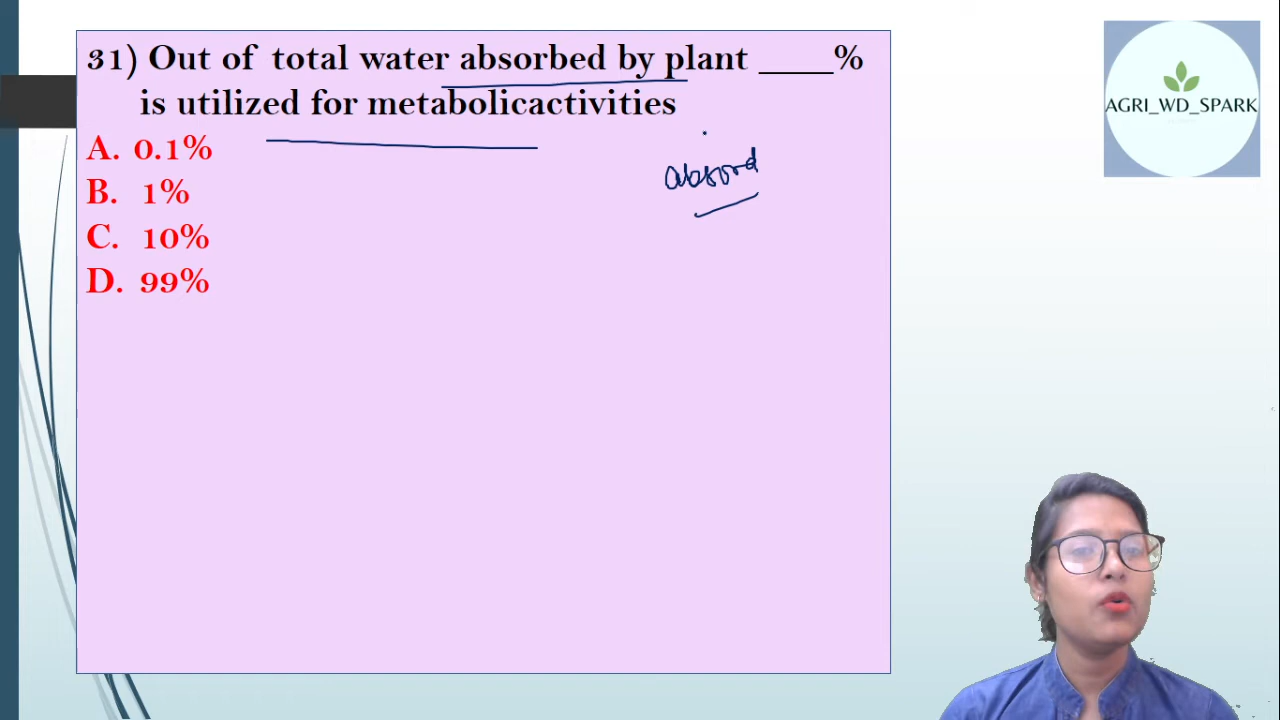 31) Out of total water absorbed by plant ____%
is utilized for metabolicactivities
A. 0.1%
B. 1%
C. 10%
D. 99%
absord
AGRI_WD_SPARK